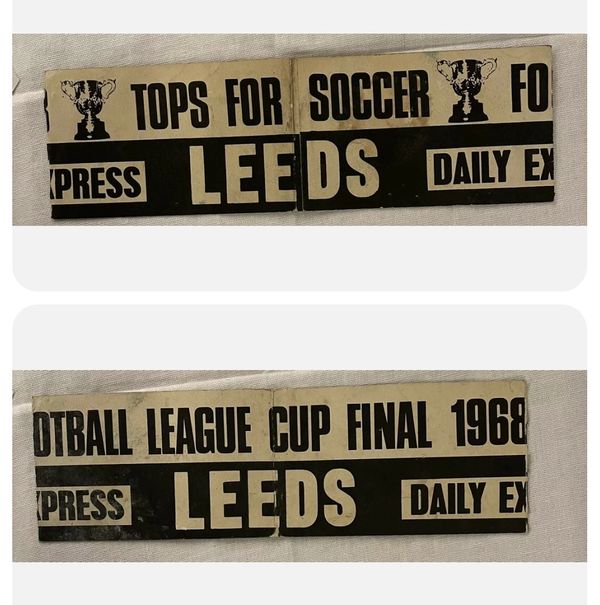 TOPS FOR SOCCER FO
XPRESS LEEDS DAILY EX
OTBALL LEAGUE CUP FINAL 1968
XPRESS LEEDS DAILY EX